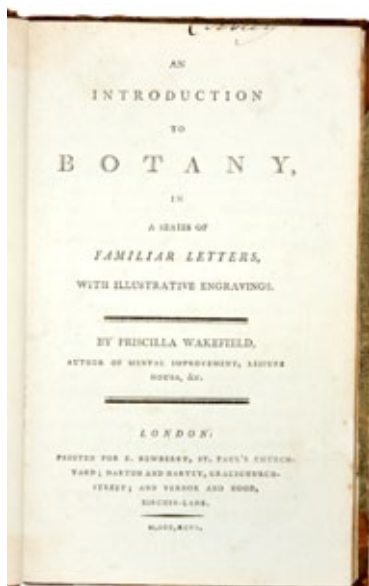 AN
INTRODUCTION
TO
BOTANY,
IN
A SERIES OF
FAMILIAR LETTERS,
WITH ILLUSTRATIVE ENGRAVINGS.
BY PRISCILLA WAKEFIELD,
AUTHOR OF MENTAL IMPROVEMENT, LEISURE
HOURS, &c.
LONDON:
PRINTED FOR E. NEWBERY, ST. PAUL'S CHURCH-
YARD; DARTON AND HARVEY, GRACECHURCH-
STREET; AND VERNOR AND HOOD,
BIRCHIN-LANE.
M,DCC,XCVI.